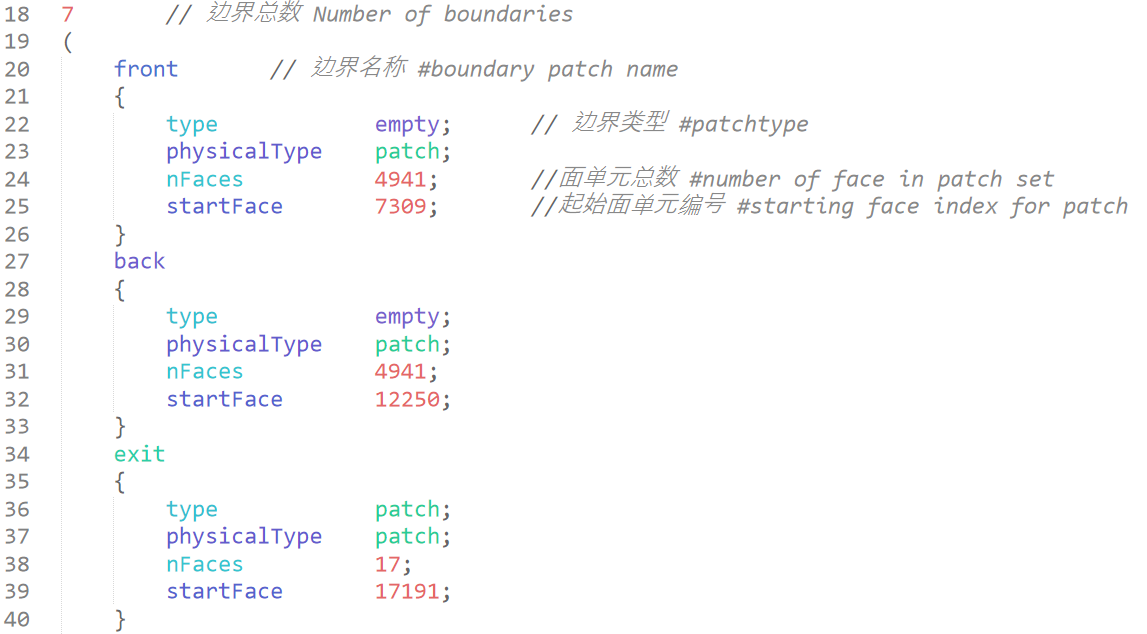 18 7 // 边界总数 Number of boundaries
19 (
20 front // 边界名称 #boundary patch name
21 {
22 type empty; // 边界类型 #patchtype
23 physicalType patch;
24 nFaces 4941; //面单元总数 #number of face in patch set
25 startFace 7309; //起始面单元编号 #starting face index for patch
26 }
27 back
28 {
29 type empty;
30 physicalType patch;
31 nFaces 4941;
32 startFace 12250;
33 }
34 exit
35 {
36 type patch;
37 physicalType patch;
38 nFaces 17;
39 startFace 17191;
40 }